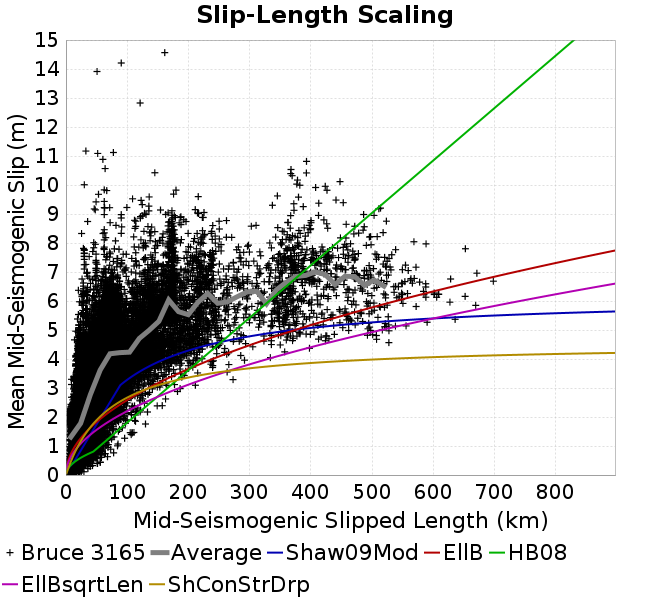 Slip-Length Scaling
Mean Mid-Seismogenic Slip (m)
15
14
13
12
11
10
9
8
7
6
5
4
3
2
1
0
0 100 200 300 400 500 600 700 800
Mid-Seismogenic Slipped Length (km)
Bruce 3165 Average Shaw09Mod EllB HB08
EllBsqrtLen ShConStrDrp